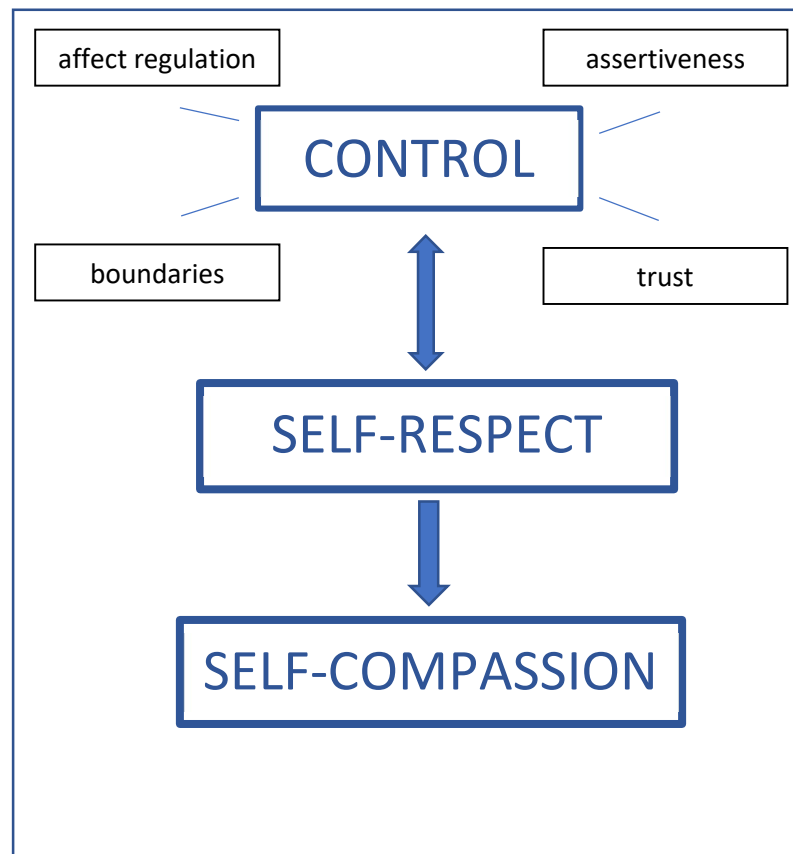 affect regulation
assertiveness
CONTROL
boundaries
trust
SELF-RESPECT
SELF-COMPASSION